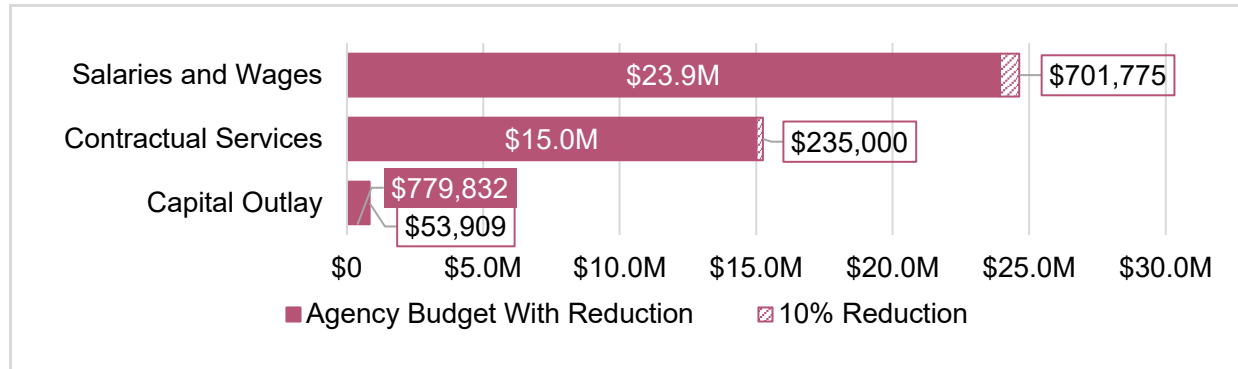 Salaries and Wages $23.9M $701,775
Contractual Services $15.0M $235,000
Capital Outlay $779,832
$53,909
$0 $5.0M $10.0M $15.0M $20.0M $25.0M $30.0M
Agency Budget With Reduction 10% Reduction